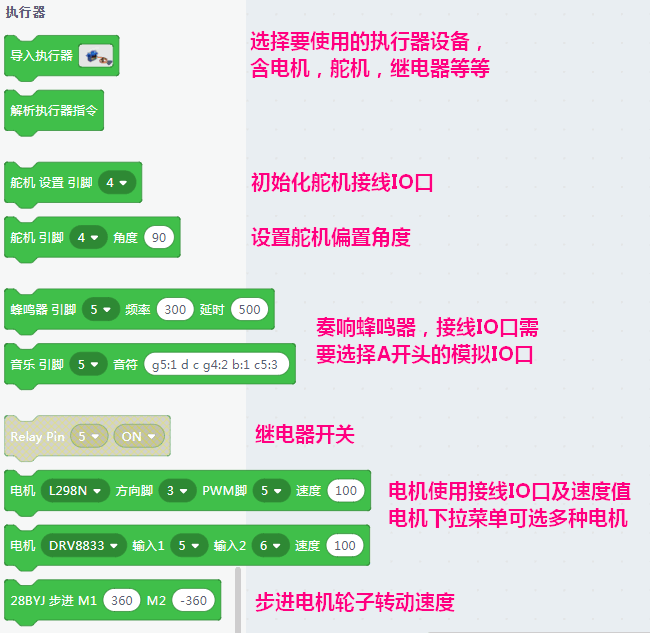 执行器
导入执行器
选择要使用的执行器设备，
含电机，舵机，继电器等等
解析执行器指令
舵机 设置 引脚 4
初始化舵机接线IO口
舵机 引脚 4 角度 90
设置舵机偏置角度
蜂鸣器 引脚 5 频率 300 延时 500
奏响蜂鸣器，接线IO口需
要选择A开头的模拟IO口
音乐 引脚 5 音符 g5:1 d c g4:2 b:1 c5:3
Relay Pin 5 ON
继电器开关
电机 L298N 方向脚 3 PWM脚 5 速度 100
电机使用接线IO口及速度值
电机下拉菜单可选多种电机
电机 DRV8833 输入1 5 输入2 6 速度 100
28BYJ 步进 M1 360 M2 -360
步进电机轮子转动速度